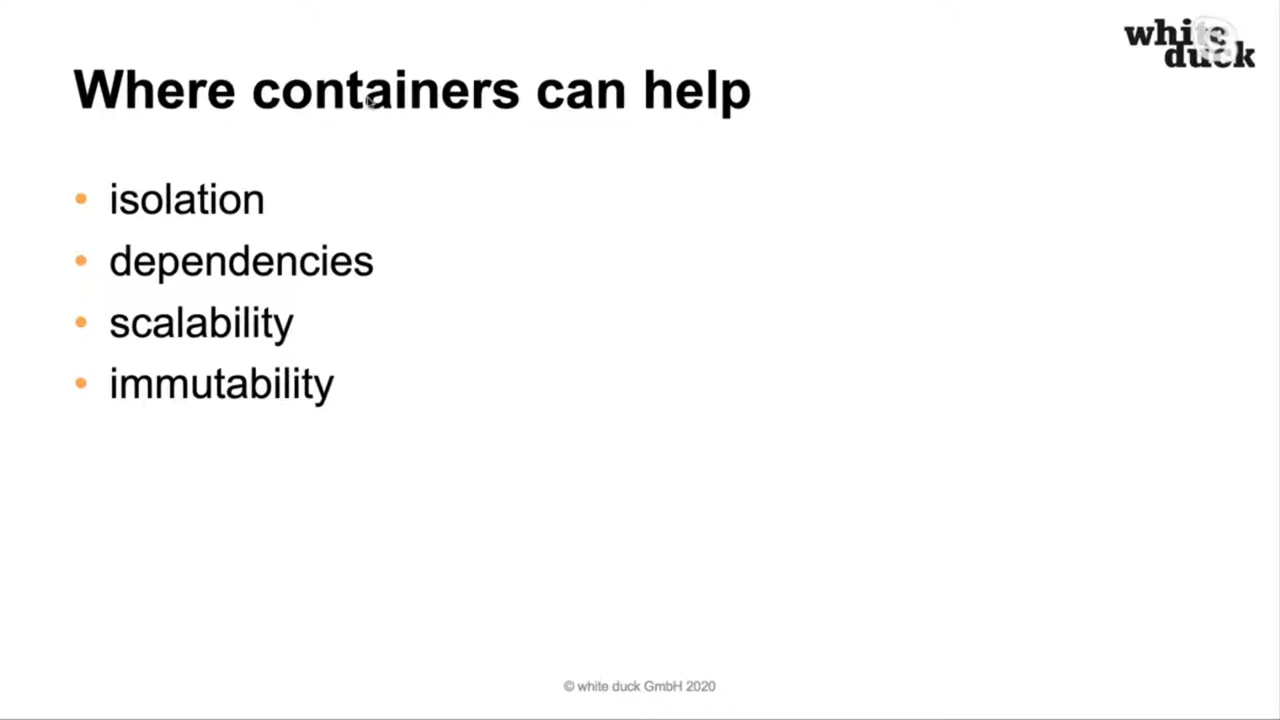 white
duck
Where containers can help
• isolation
• dependencies
• scalability
• immutability
© white duck GmbH 2020